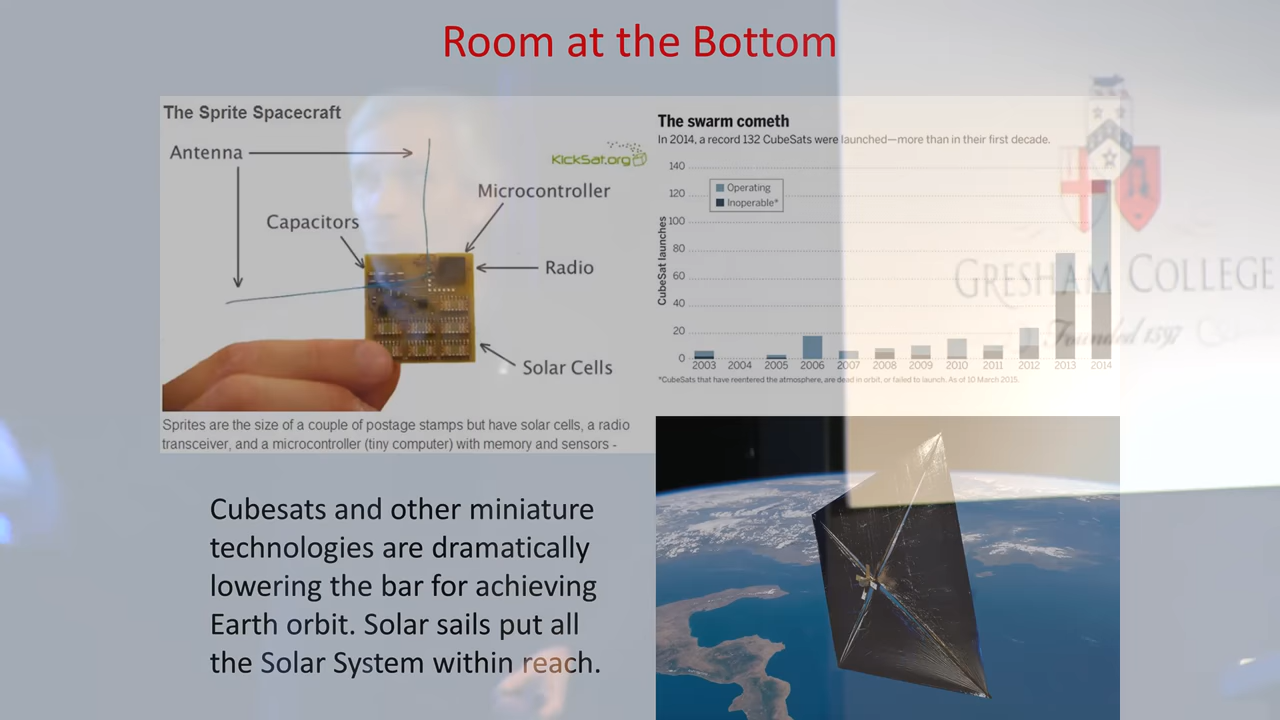 Room at the Bottom
The Sprite Spacecraft
Antenna
KickSat.org
Microcontroller
Capacitors
Radio
Solar Cells
Sprites are the size of a couple of postage stamps but have solar cells, a radio
transceiver, and a microcontroller (tiny computer) with memory and sensors -
The swarm cometh
In 2014, a record 132 CubeSats were launched—more than in their first decade.
CubeSat launches
140
120
100
80
60
40
20
0
Operating
Inoperable*
2003 2004 2005 2006 2007 2008 2009 2010 2011 2012 2013 2014
*CubeSats that have reentered the atmosphere, are dead in orbit, or failed to launch. As of 10 March 2015.
GRESHAM COLLEGE
Founded 1597
Cubesats and other miniature
technologies are dramatically
lowering the bar for achieving
Earth orbit. Solar sails put all
the Solar System within reach.